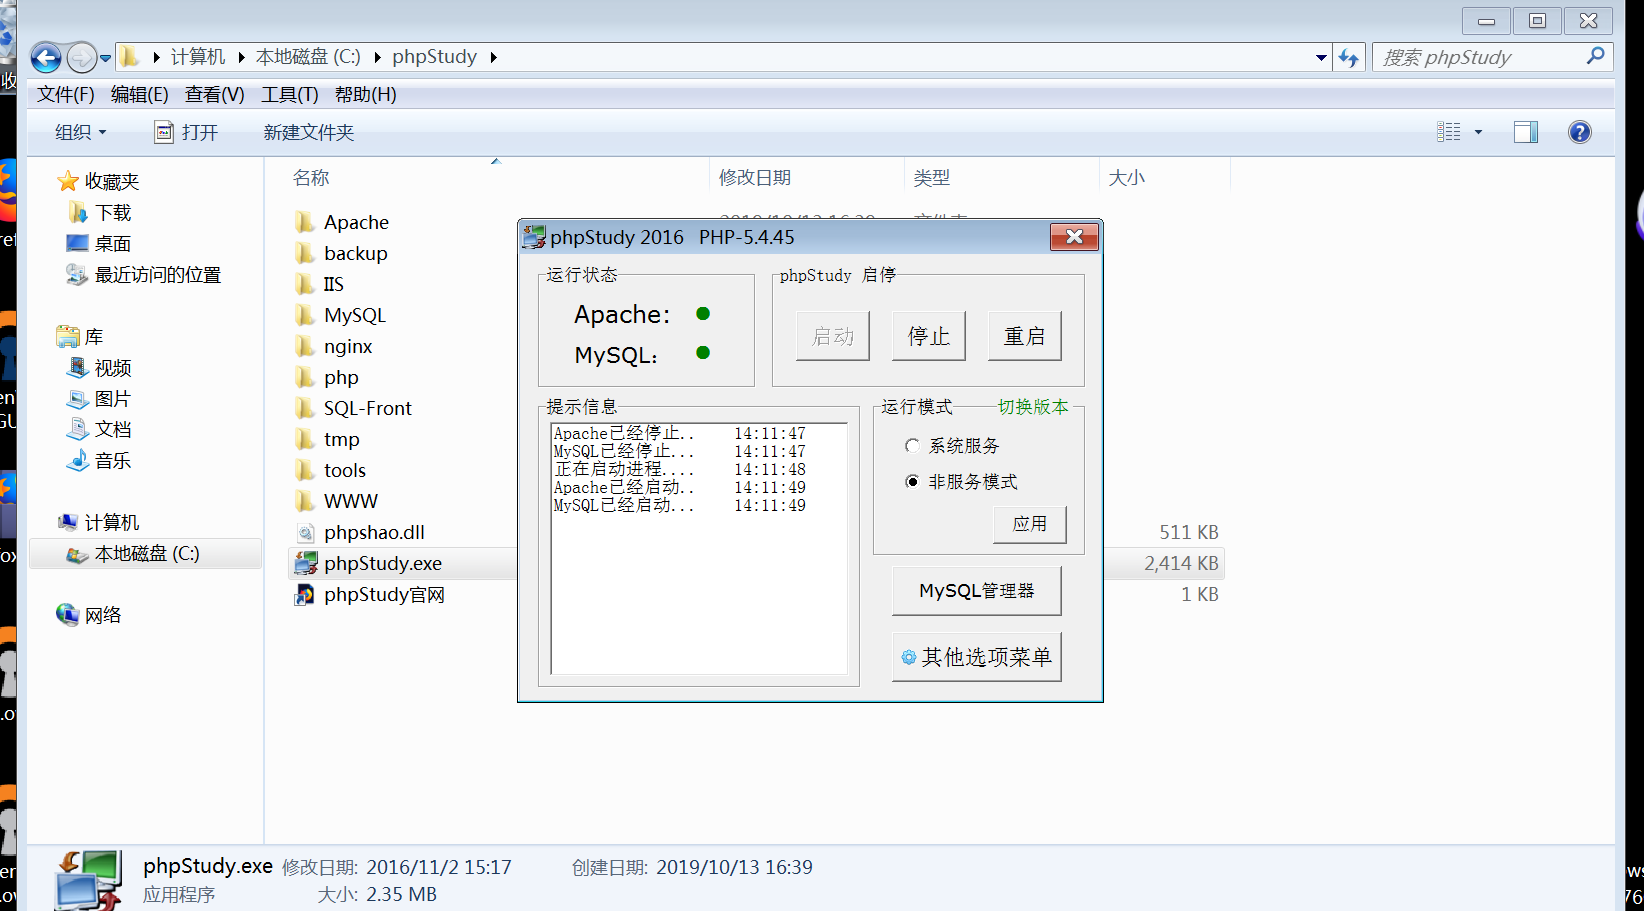 计算机 本地磁盘 (C:) phpStudy
搜索 phpStudy
文件(F) 编辑(E) 查看(V) 工具(T) 帮助(H)
组织 打开 新建文件夹
名称 修改日期 类型 大小
收藏夹
下载
桌面
最近访问的位置
库
视频
图片
文档
音乐
计算机
本地磁盘 (C:)
网络
Apache
backup
IIS
MySQL
nginx
php
SQL-Front
tmp
tools
WWW
phpshao.dll 511 KB
phpStudy.exe 2,414 KB
phpStudy官网 1 KB
phpStudy 2016 PHP-5.4.45
运行状态
Apache:
MySQL:
phpStudy 启停
启动 停止 重启
提示信息
Apache已经停止.. 14:11:47
MySQL已经停止... 14:11:47
正在启动进程.... 14:11:48
Apache已经启动.. 14:11:49
MySQL已经启动... 14:11:49
运行模式 切换版本
系统服务
非服务模式
应用
MySQL管理器
其他选项菜单
phpStudy.exe 修改日期: 2016/11/2 15:17 创建日期: 2019/10/13 16:39
应用程序 大小: 2.35 MB